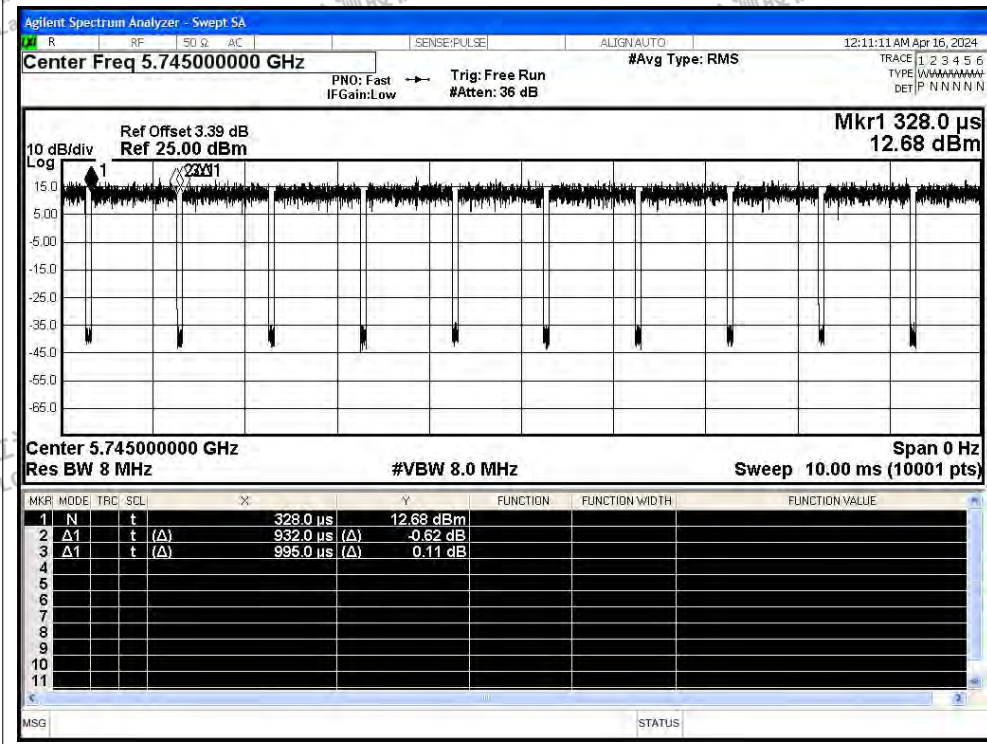 Agilent Spectrum Analyzer - Swept SA
R RF 50 Ω AC SENSE:PULSE ALIGN AUTO 12:11:11 AM Apr 16, 2024
Center Freq 5.745000000 GHz #Avg Type: RMS TRACE 1 2 3 4 5 6
PNO: Fast Trig: Free Run TYPE WWWWWW
IFGain:Low #Atten: 36 dB DET P N N N N N
Mkr1 328.0 µs
Ref Offset 3.39 dB
10 dB/div Ref 25.00 dBm 12.68 dBm
Log
1
15.0
5.00
-5.00
-15.0
-25.0
-35.0
-45.0
-55.0
-65.0
Center 5.745000000 GHz Span 0 Hz
Res BW 8 MHz #VBW 8.0 MHz Sweep 10.00 ms (10001 pts)
MKR MODE TRC SCL X Y FUNCTION FUNCTION WIDTH FUNCTION VALUE
1 N t 328.0 µs 12.68 dBm
2 Δ1 t (Δ) 932.0 µs (Δ) -0.62 dB
3 Δ1 t (Δ) 995.0 µs (Δ) 0.11 dB
4
5
6
7
8
9
10
11
MSG STATUS